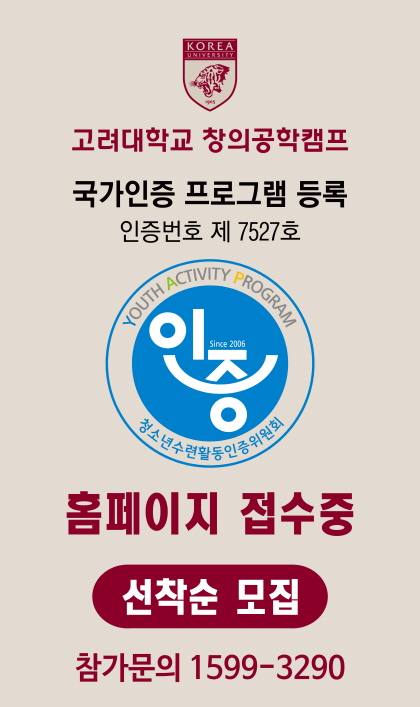 KOREA
UNIVERSITY
1905
고려대학교 창의공학캠프
국가인증 프로그램 등록
인증번호 제 7527호
YOUTH ACTIVITY PROGRAM
인증
Since 2006
청소년수련활동인증위원회
홈페이지 접수중
선착순 모집
참가문의 1599-3290